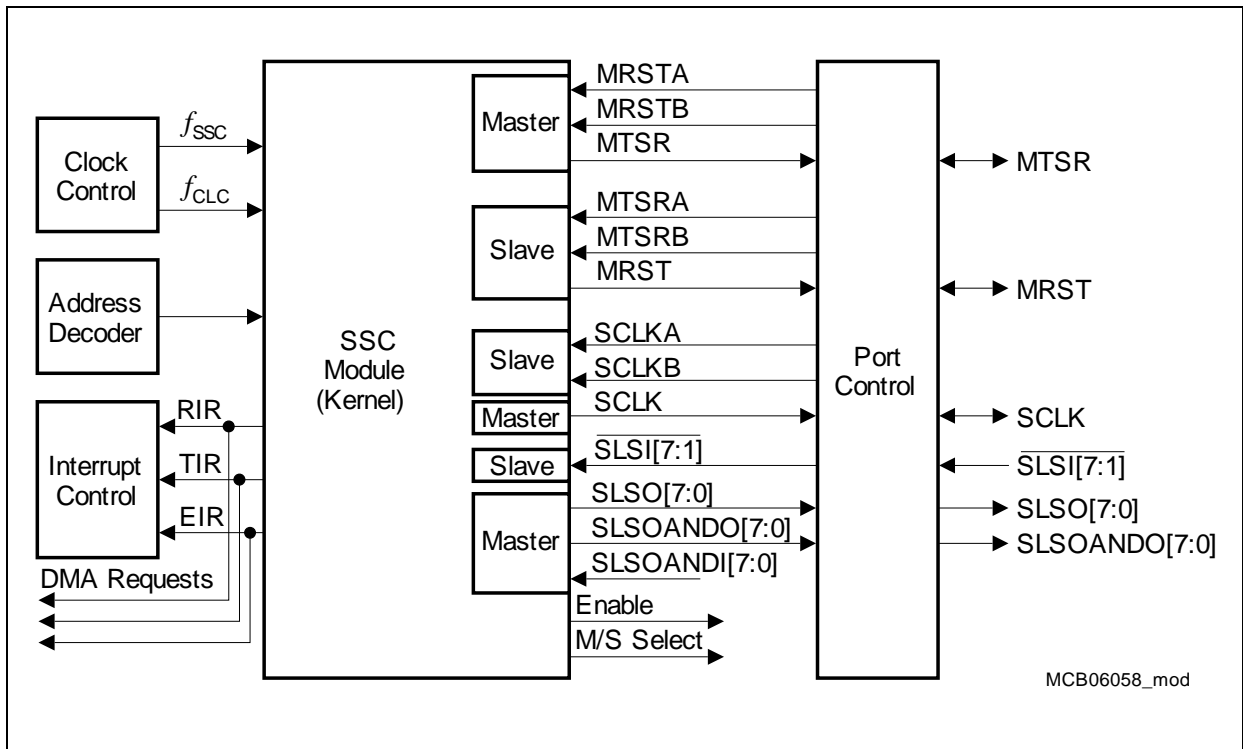 Clock
Control
fSSC
fCLC
Address
Decoder
Interrupt
Control
RIR
TIR
EIR
DMA Requests
SSC
Module
(Kernel)
Master
Slave
Slave
Master
Slave
Master
MRSTA
MRSTB
MTSR
MTSRA
MTSRB
MRST
SCLKA
SCLKB
SCLK
SLSI[7:1]
SLSO[7:0]
SLSOANDO[7:0]
SLSOANDI[7:0]
Enable
M/S Select
Port
Control
MTSR
MRST
SCLK
SLSI[7:1]
SLSO[7:0]
SLSOANDO[7:0]
MCB06058_mod